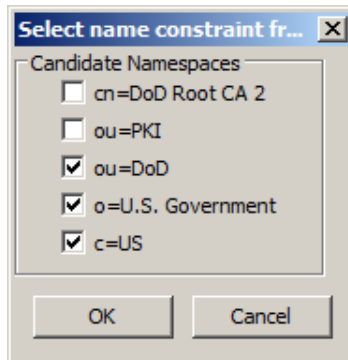 Select name constraint fr...
Candidate Namespaces
cn=DoD Root CA 2
ou=PKI
ou=DoD
o=U.S. Government
c=US
OK Cancel